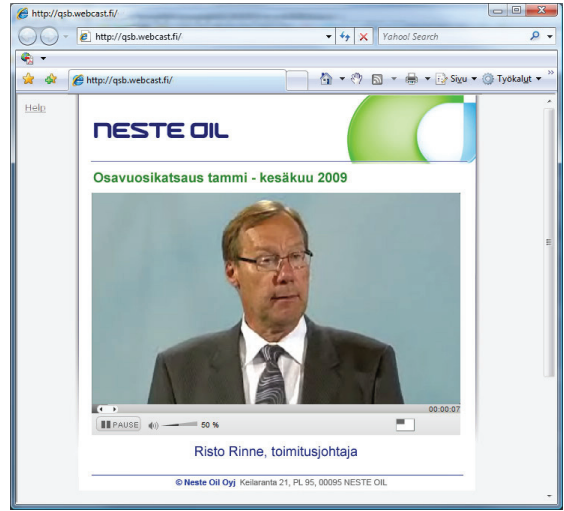 http://qsb.webcast.fi/
http://qsb.webcast.fi/
Yahoo! Search
http://qsb.webcast.fi/
Sivu
Työkalut
Help
NESTE OIL
Osavuosikatsaus tammi - kesäkuu 2009
00:00:07
PAUSE
50 %
Risto Rinne, toimitusjohtaja
© Neste Oil Oyj Keilaranta 21, PL 95, 00095 NESTE OIL